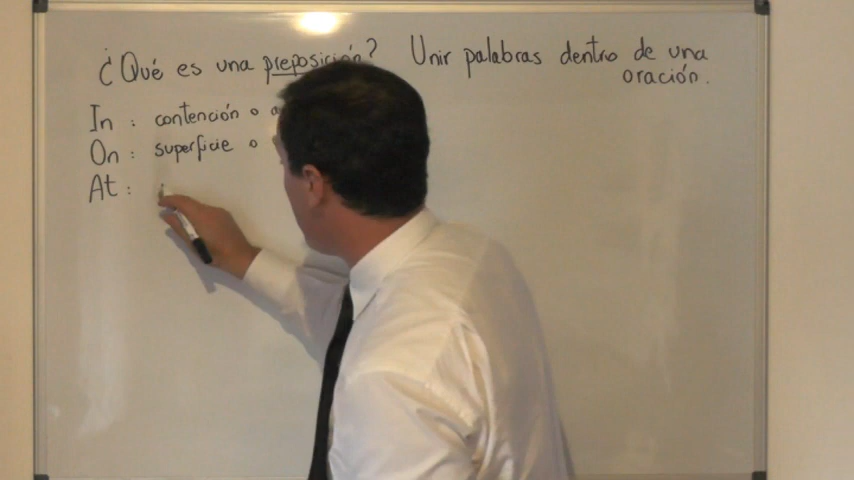 ¿Qué es una preposición? Unir palabras dentro de una
oración.
In : contención o
On : superficie o
At :